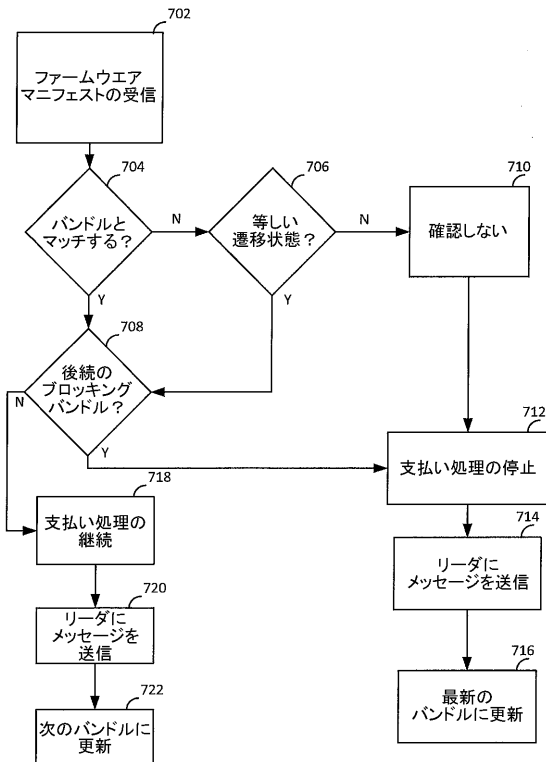 702
ファームウエア
マニフェストの受信
704
バンドルと
マッチする？
N
Y
706
等しい
遷移状態？
N
Y
710
確認しない
708
後続の
ブロッキング
バンドル？
N
Y
712
支払い処理の停止
718
支払い処理の
継続
714
リーダに
メッセージを送信
720
リーダに
メッセージを
送信
716
最新の
バンドルに更新
722
次のバンドルに
更新